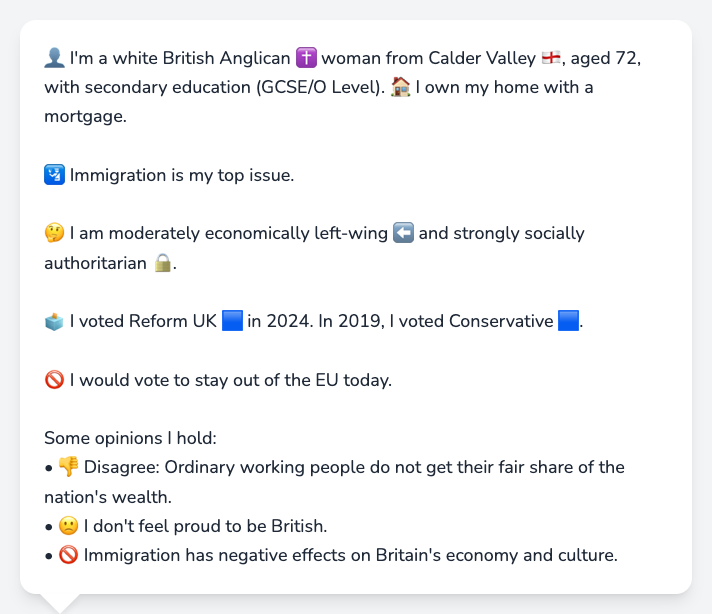 👤 I'm a white British Anglican ✝️ woman from Calder Valley 🏴󠁧󠁢󠁥󠁮󠁧󠁿, aged 72,
with secondary education (GCSE/O Level). 🏠 I own my home with a
mortgage.
🛂 Immigration is my top issue.
🤔 I am moderately economically left-wing ⬅️ and strongly socially
authoritarian 🔒.
🗳️ I voted Reform UK 🟦 in 2024. In 2019, I voted Conservative 🟦.
🚫 I would vote to stay out of the EU today.
Some opinions I hold:
• 👎 Disagree: Ordinary working people do not get their fair share of the
nation's wealth.
• 🙁 I don't feel proud to be British.
• 🚫 Immigration has negative effects on Britain's economy and culture.